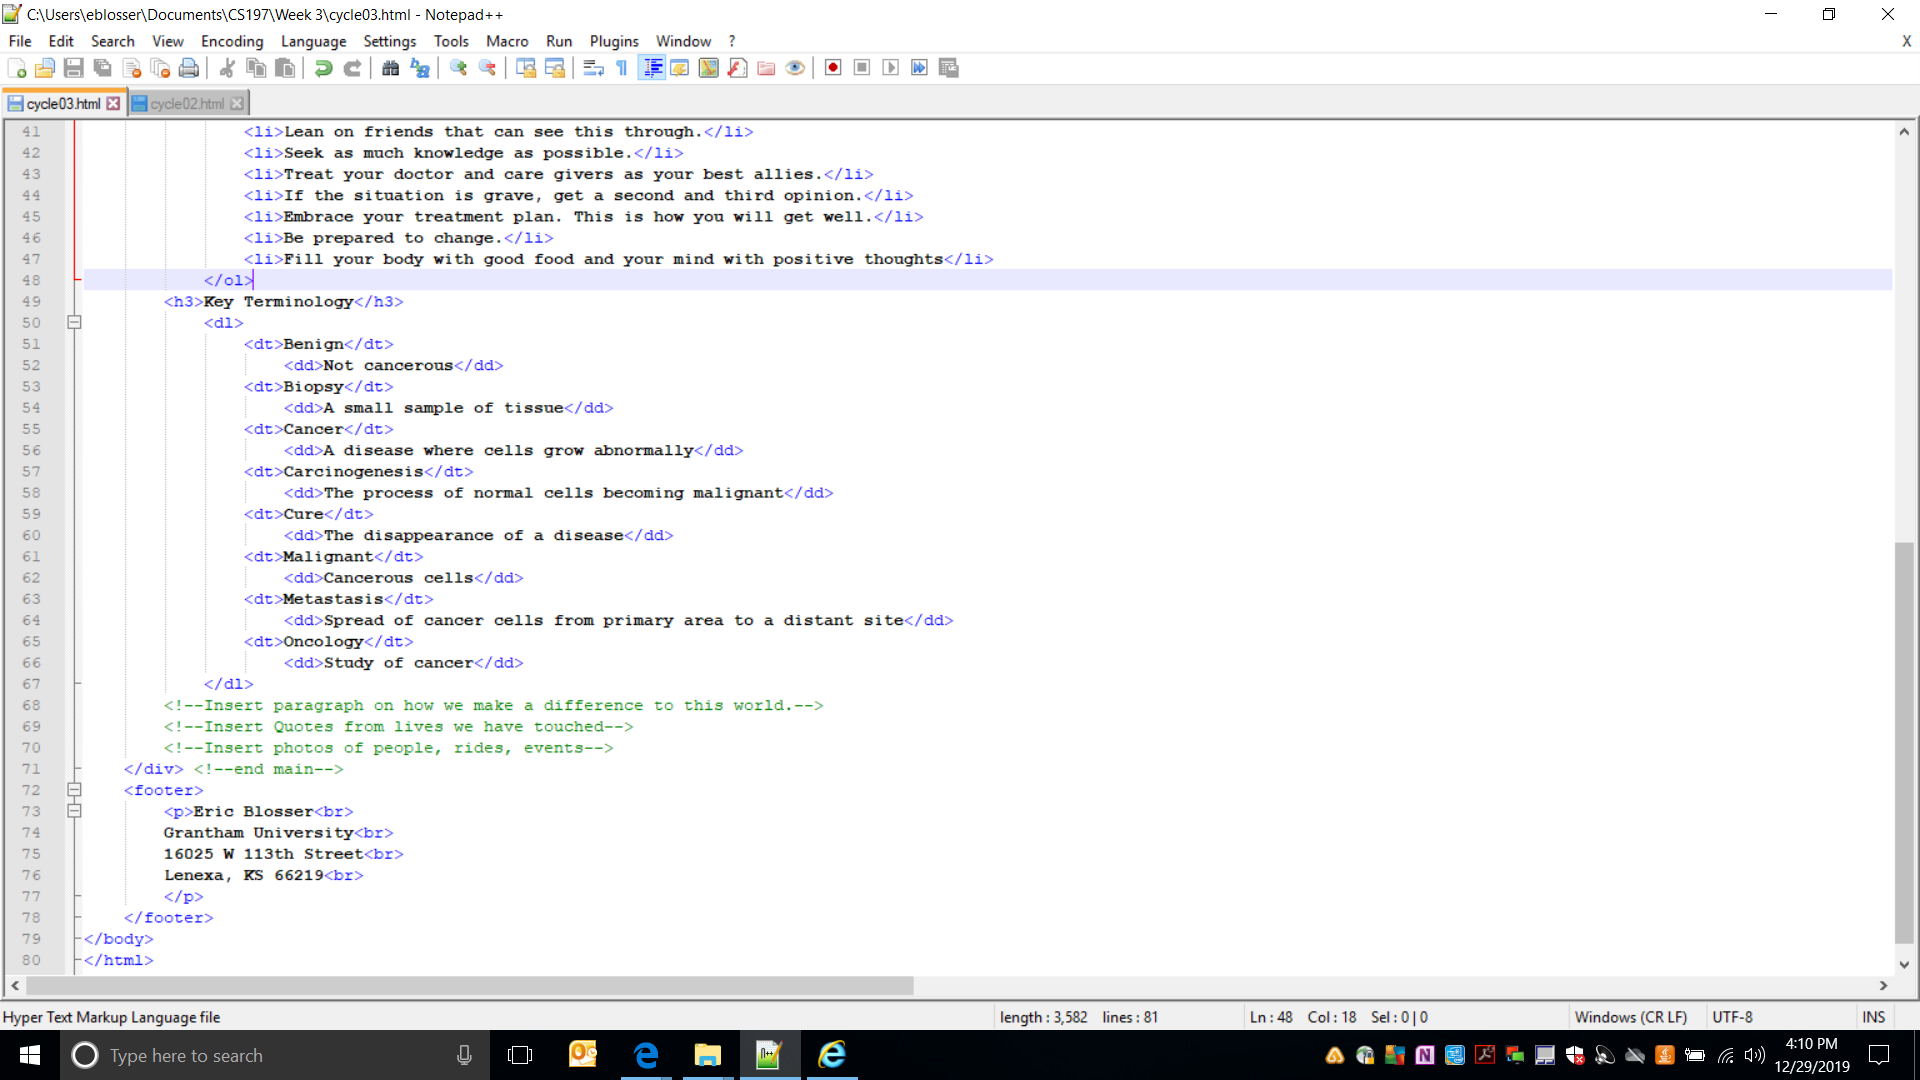 C:\Users\eblosser\Documents\CS197\Week 3\cycle03.html - Notepad++
File Edit Search View Encoding Language Settings Tools Macro Run Plugins Window ? X
cycle03.html cycle02.html
41 <li>Lean on friends that can see this through.</li>
42 <li>Seek as much knowledge as possible.</li>
43 <li>Treat your doctor and care givers as your best allies.</li>
44 <li>If the situation is grave, get a second and third opinion.</li>
45 <li>Embrace your treatment plan. This is how you will get well.</li>
46 <li>Be prepared to change.</li>
47 <li>Fill your body with good food and your mind with positive thoughts</li>
48 </ol>
49 <h3>Key Terminology</h3>
50 <dl>
51 <dt>Benign</dt>
52 <dd>Not cancerous</dd>
53 <dt>Biopsy</dt>
54 <dd>A small sample of tissue</dd>
55 <dt>Cancer</dt>
56 <dd>A disease where cells grow abnormally</dd>
57 <dt>Carcinogenesis</dt>
58 <dd>The process of normal cells becoming malignant</dd>
59 <dt>Cure</dt>
60 <dd>The disappearance of a disease</dd>
61 <dt>Malignant</dt>
62 <dd>Cancerous cells</dd>
63 <dt>Metastasis</dt>
64 <dd>Spread of cancer cells from primary area to a distant site</dd>
65 <dt>Oncology</dt>
66 <dd>Study of cancer</dd>
67 </dl>
68 <!--Insert paragraph on how we make a difference to this world.-->
69 <!--Insert Quotes from lives we have touched-->
70 <!--Insert photos of people, rides, events-->
71 </div> <!--end main-->
72 <footer>
73 <p>Eric Blosser<br>
74 Grantham University<br>
75 16025 W 113th Street<br>
76 Lenexa, KS 66219<br>
77 </p>
78 </footer>
79 </body>
80 </html>
Hyper Text Markup Language file length : 3,582 lines : 81 Ln : 48 Col : 18 Sel : 0 | 0 Windows (CR LF) UTF-8 INS
Type here to search
4:10 PM
12/29/2019